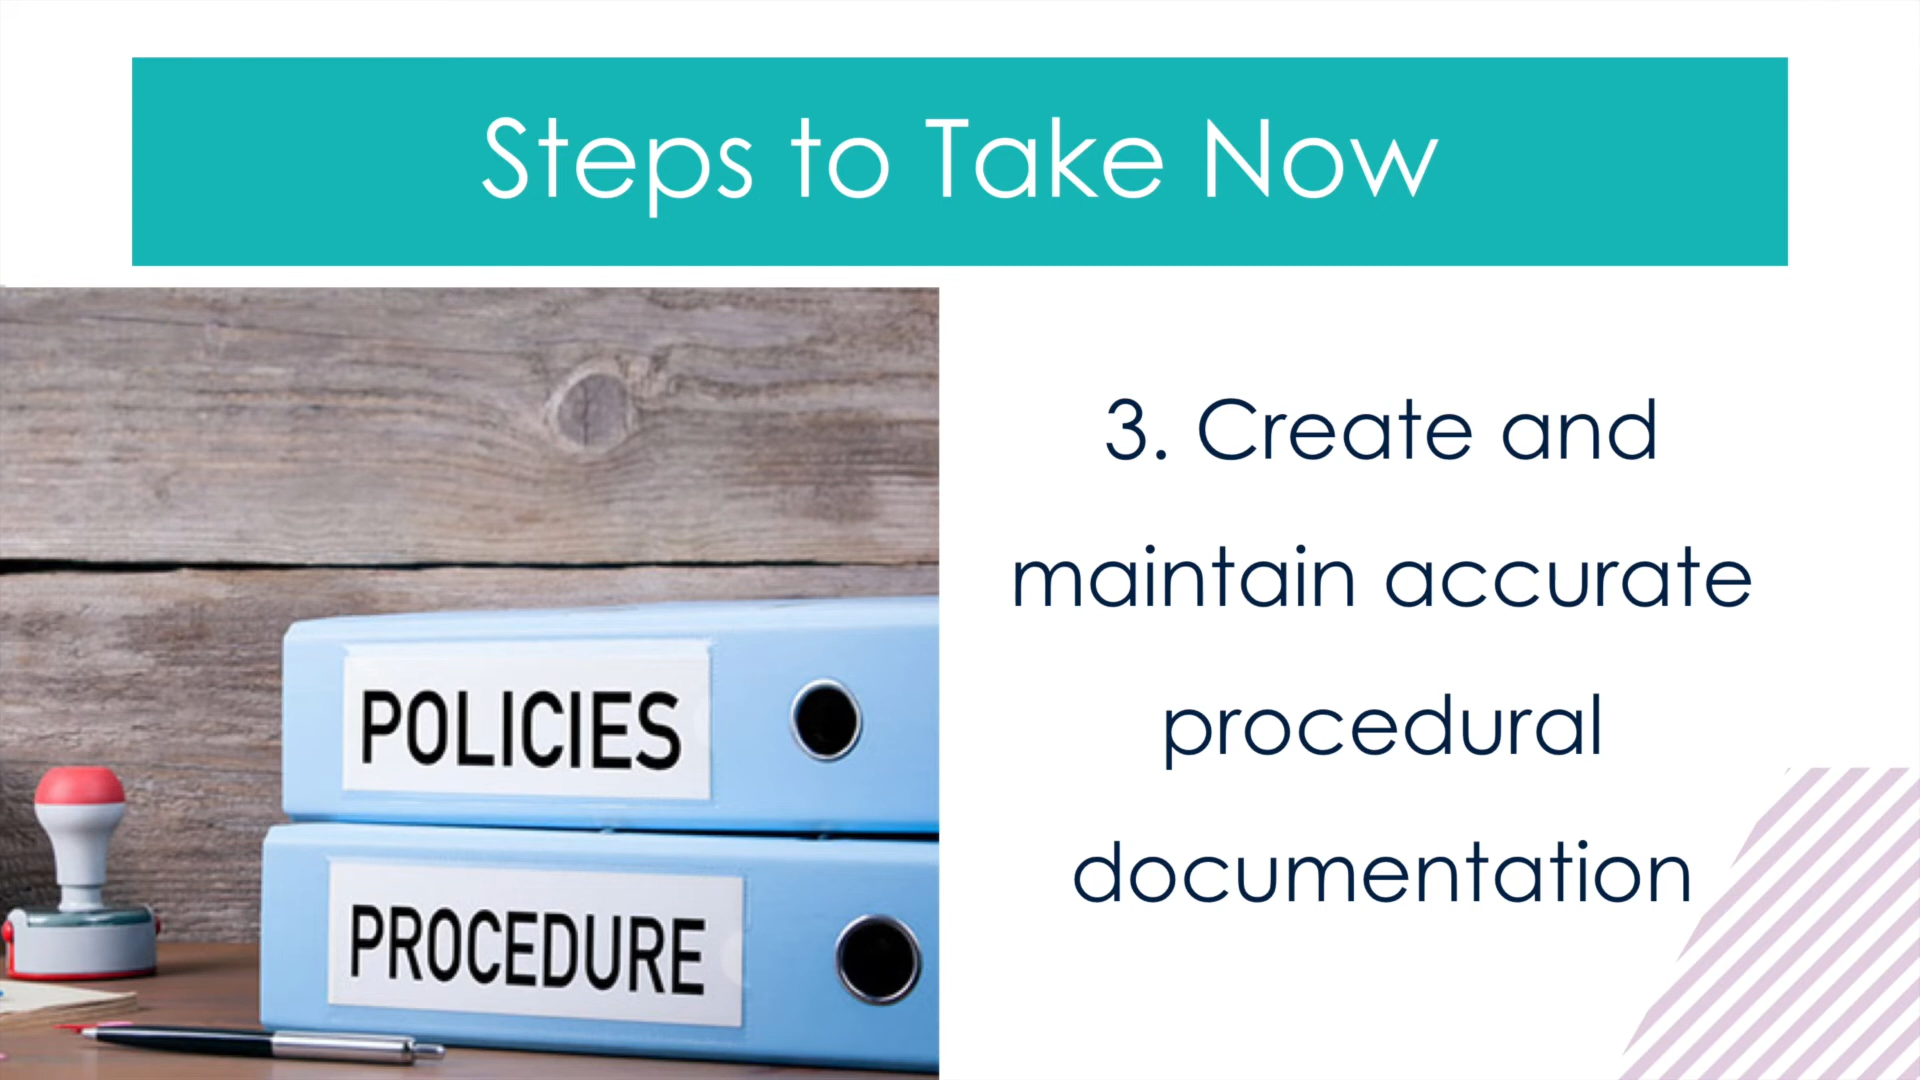 Steps to Take Now
3. Create and
maintain accurate
procedural
documentation
POLICIES
PROCEDURE